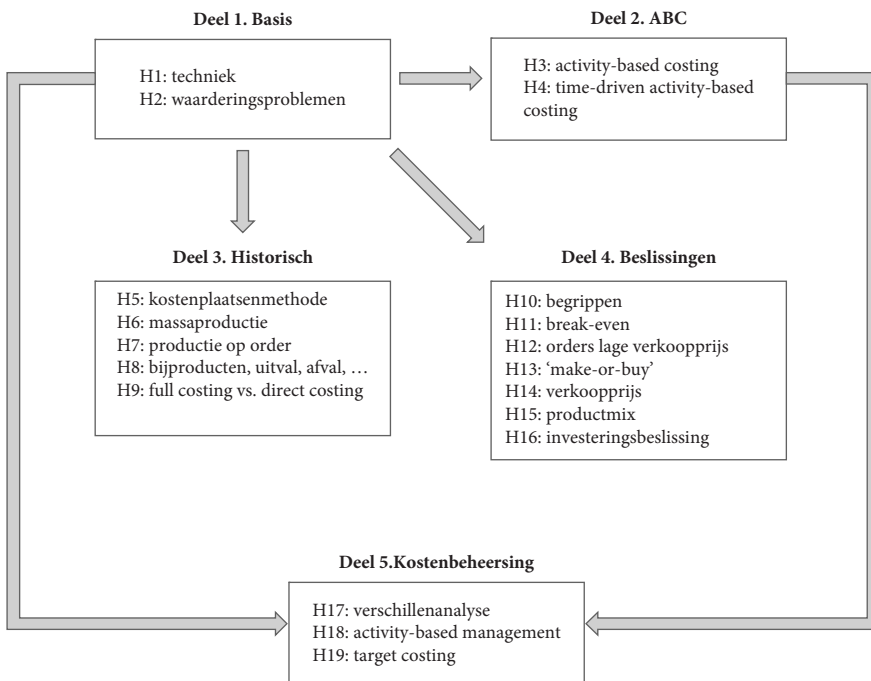 Deel 1. Basis
H1: techniek
H2: waarderingsproblemen
Deel 2. ABC
H3: activity-based costing
H4: time-driven activity-based
costing
Deel 3. Historisch
H5: kostenplaatsenmethode
H6: massaproductie
H7: productie op order
H8: bijproducten, uitval, afval, …
H9: full costing vs. direct costing
Deel 4. Beslissingen
H10: begrippen
H11: break-even
H12: orders lage verkoopprijs
H13: ‘make-or-buy’
H14: verkoopprijs
H15: productmix
H16: investeringsbeslissing
Deel 5.Kostenbeheersing
H17: verschillenanalyse
H18: activity-based management
H19: target costing